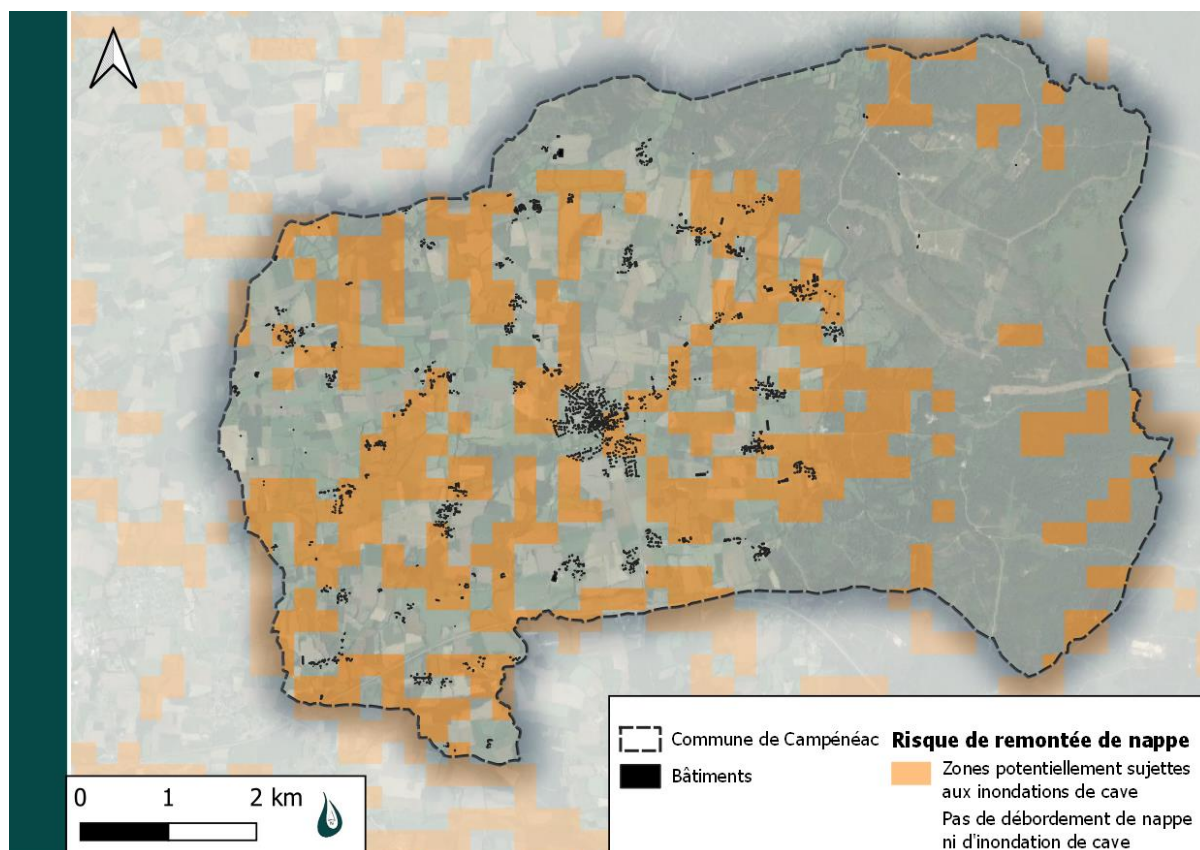 0 1 2 km
Commune de Campénéac
Bâtiments
Risque de remontée de nappe
Zones potentiellement sujettes
aux inondations de cave
Pas de débordement de nappe
ni d'inondation de cave